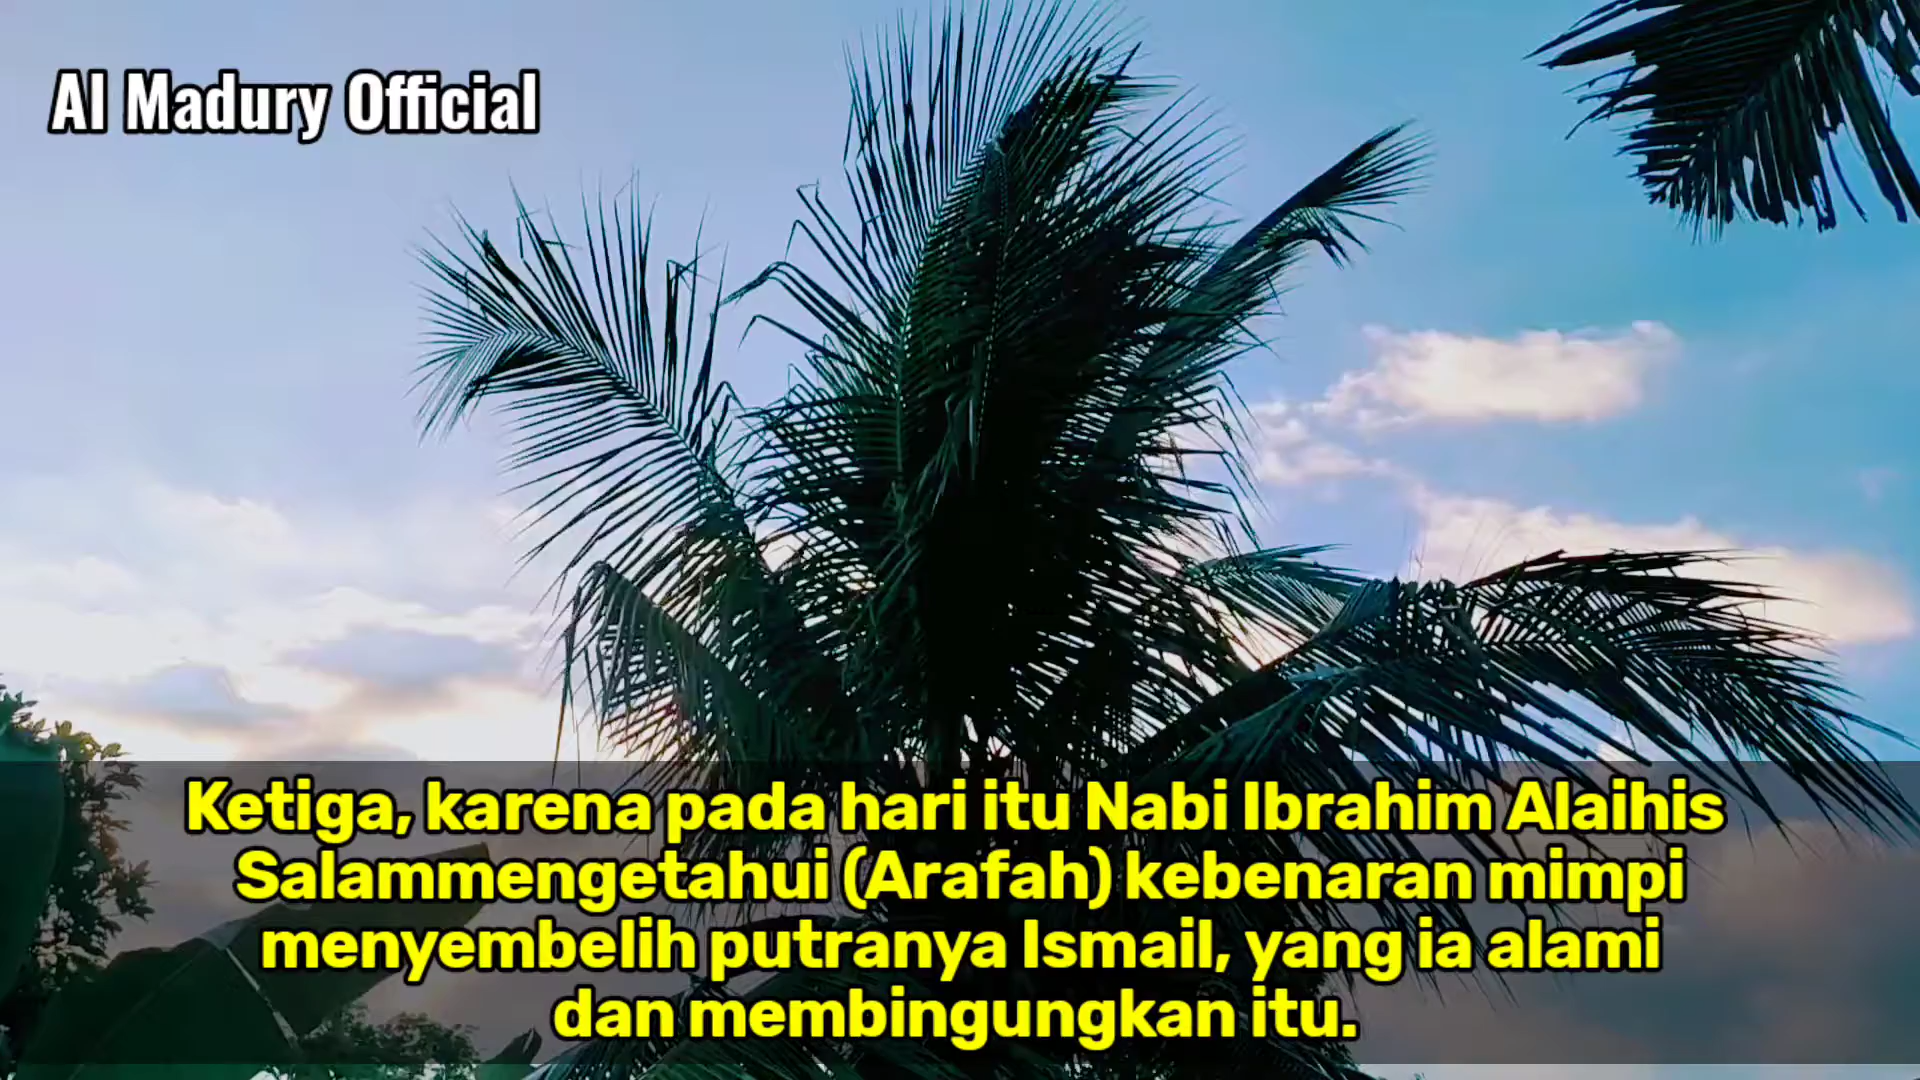 Al Madury Official
Ketiga, karena pada hari itu Nabi Ibrahim Alaihis
Salammengetahui (Arafah) kebenaran mimpi
menyembelih putranya Ismail, yang ia alami
dan membingungkan itu.